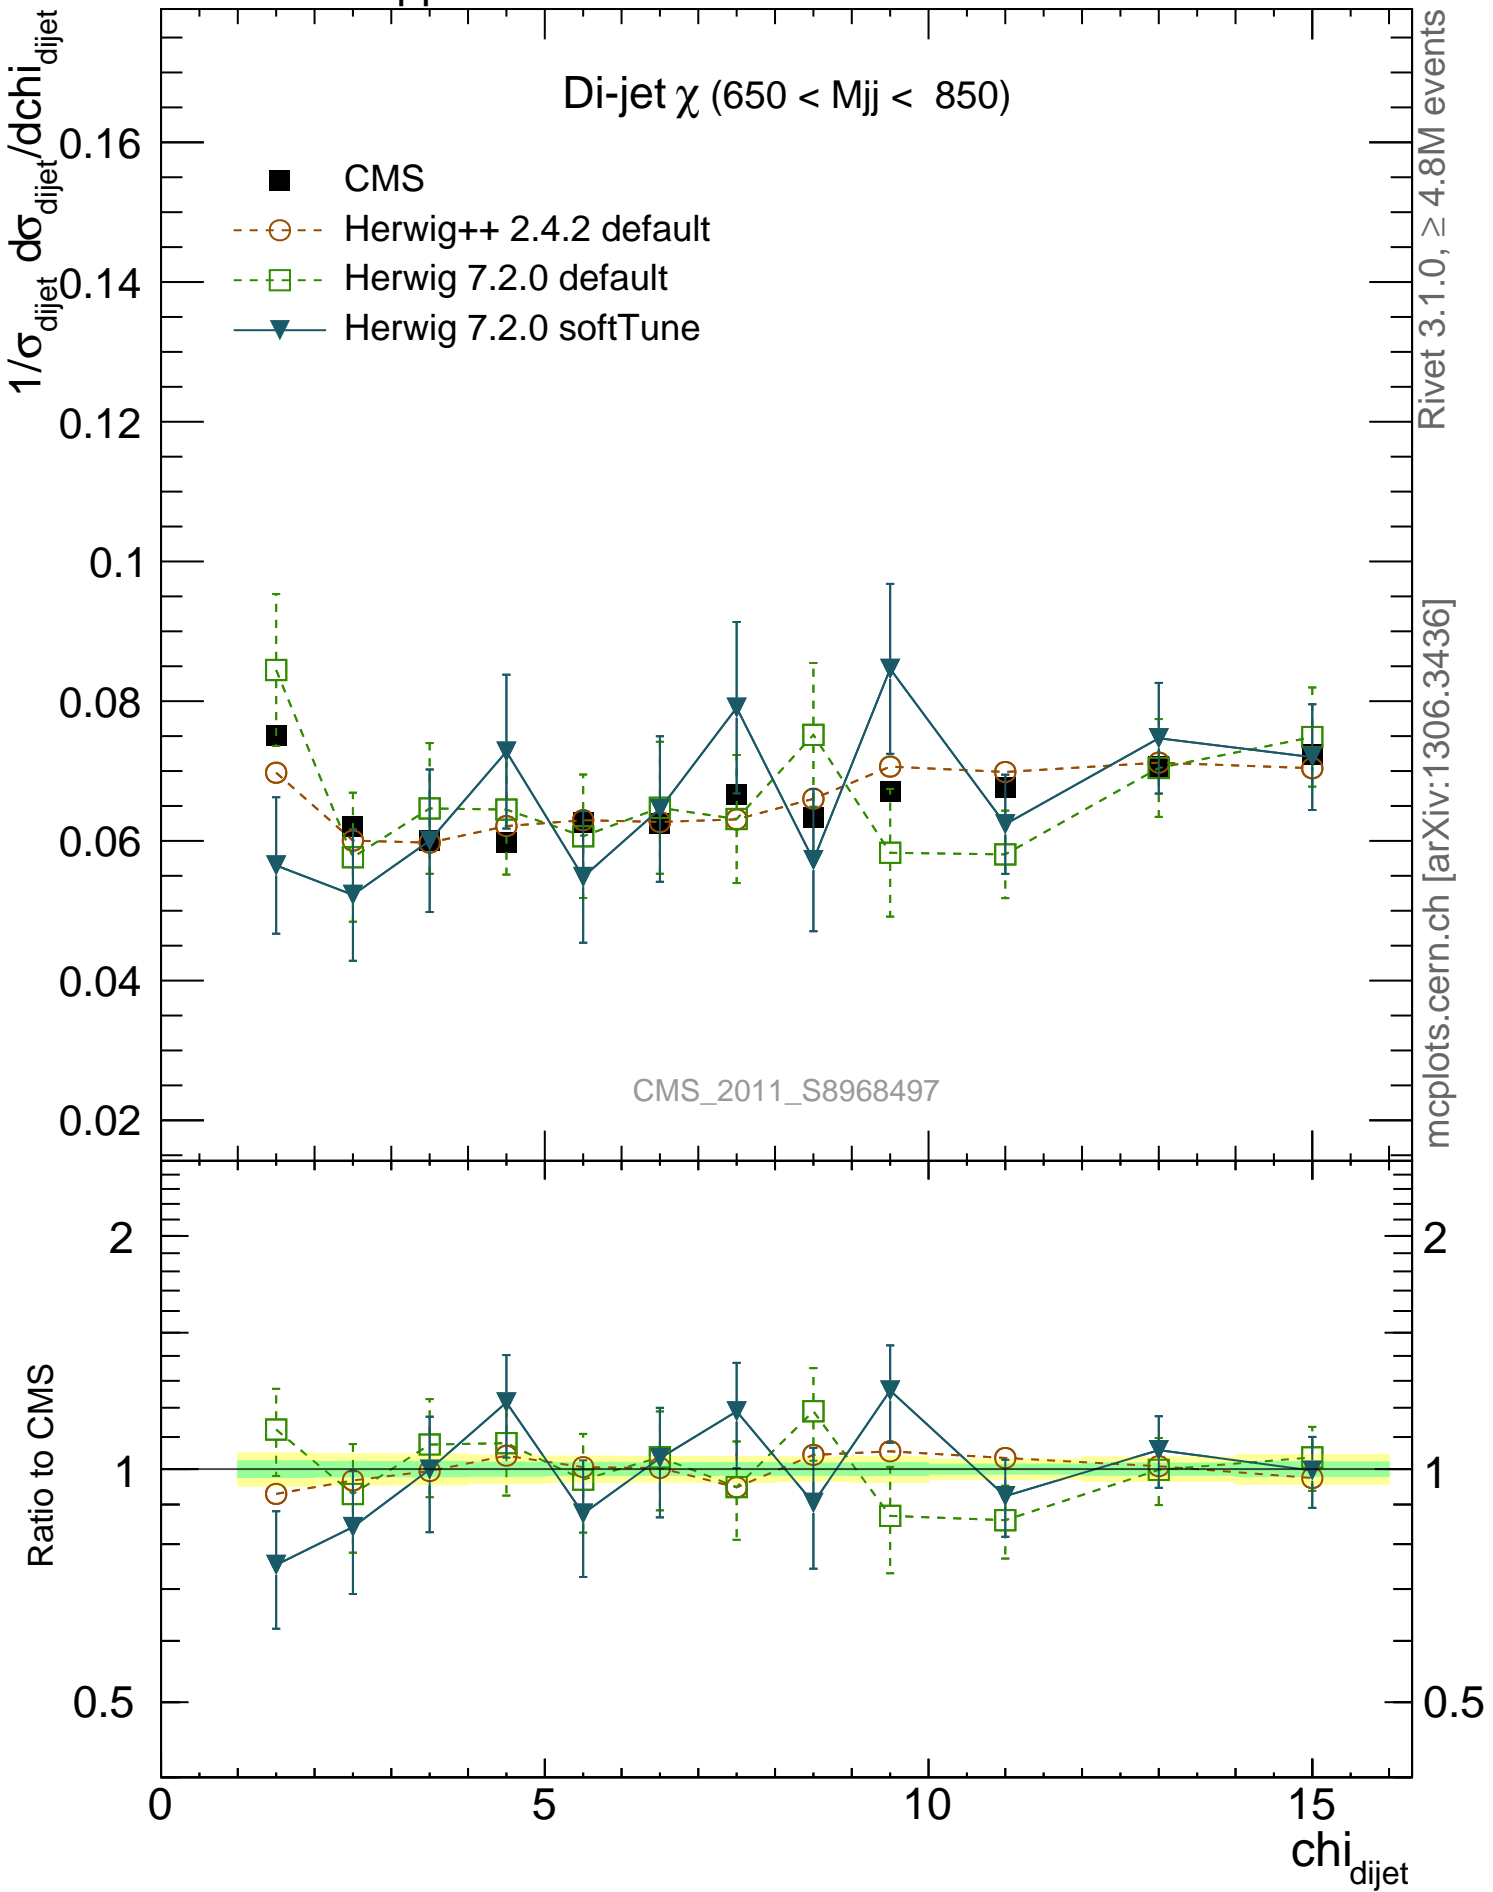 Di-jet χ (650 < Mjj < 850)
1/σdijet dσdijet/dchidijet
CMS
Herwig++ 2.4.2 default
Herwig 7.2.0 default
Herwig 7.2.0 softTune
0.16
0.14
0.12
0.1
0.08
0.06
0.04
0.02
CMS_2011_S8968497
Rivet 3.1.0, ≥ 4.8M events
mcplots.cern.ch [arXiv:1306.3436]
Ratio to CMS
2
1
0.5
2
1
0.5
0
5
10
15
chidijet